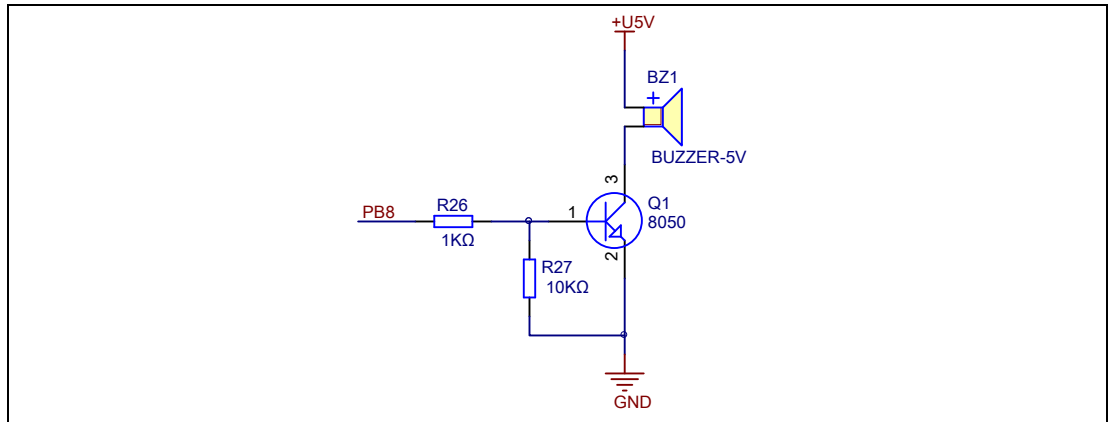 +U5V
BZ1
+
BUZZER-5V
3
Q1
8050
PB8
R26
1KΩ
1
2
R27
10KΩ
GND